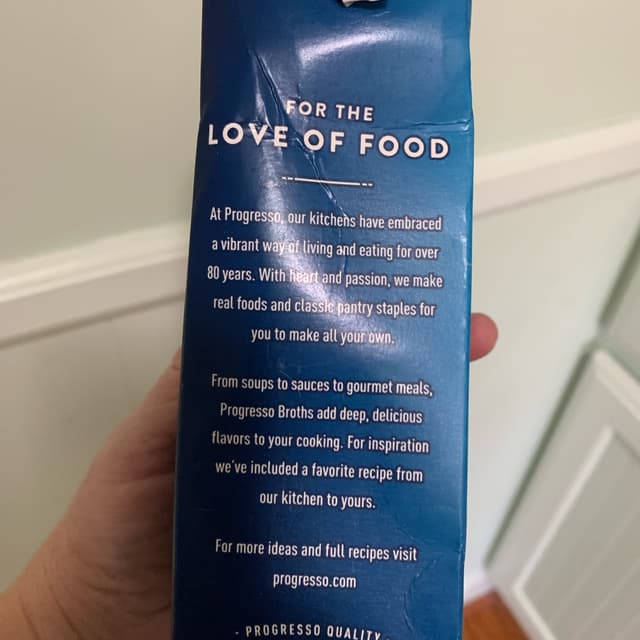 FOR THE
LOVE OF FOOD
At Progresso, our kitchens have embraced
a vibrant way of living and eating for over
80 years. With heart and passion, we make
real foods and classic pantry staples for
you to make all your own.
From soups to sauces to gourmet meals,
Progresso Broths add deep, delicious
flavors to your cooking. For inspiration
we've included a favorite recipe from
our kitchen to yours.
For more ideas and full recipes visit
progresso.com
- PROGRESSO QUALITY -